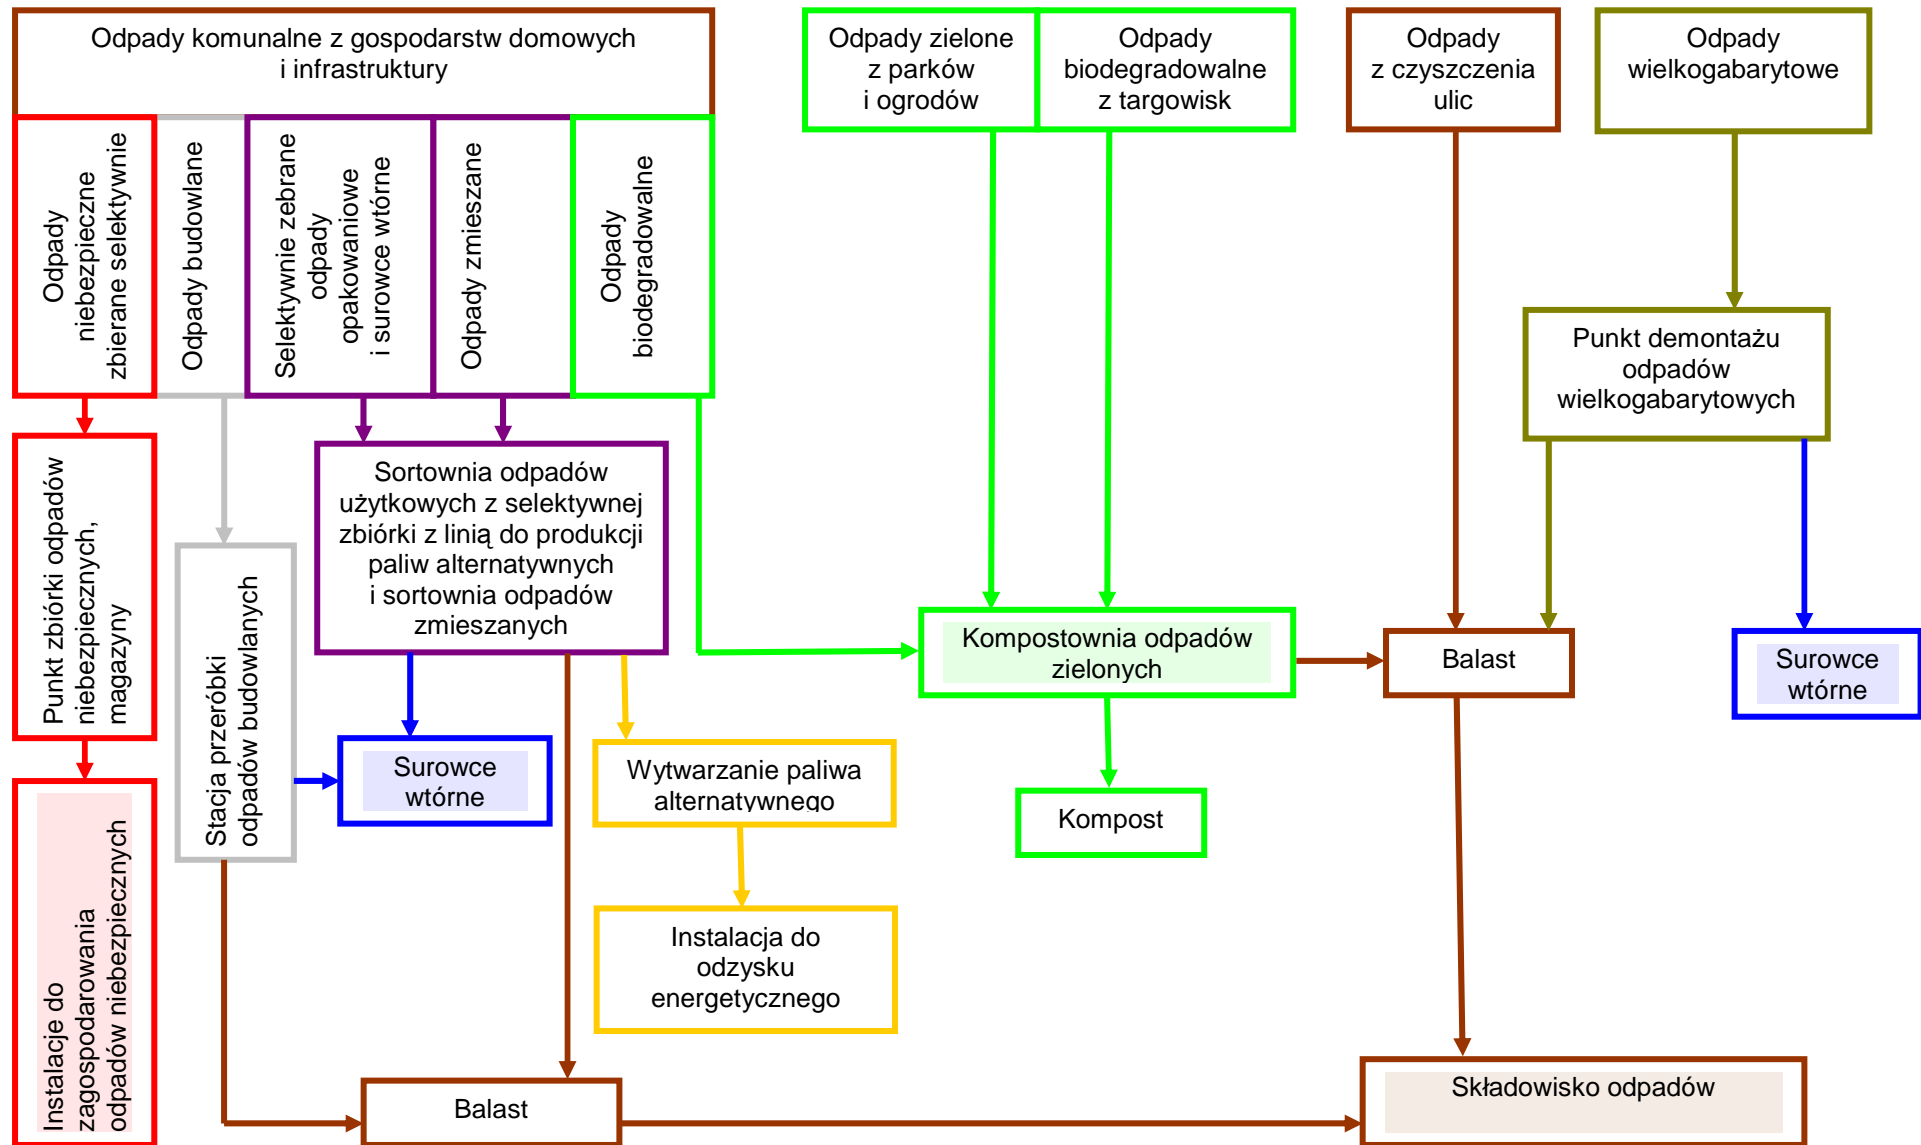 Odpady komunalne z gospodarstw domowych
i infrastruktury
Odpady zielone
z parków
i ogrodów
Odpady
biodegradowalne
z targowisk
Odpady
z czyszczenia
ulic
Odpady
wielkogabarytowe
Odpady
niebezpieczne
zbierane selektywnie
Odpady budowlane
Selektywnie zebrane
odpady
opakowaniowe
i surowce wtórne
Odpady zmieszane
Odpady
biodegradowalne
Punkt demontażu
odpadów
wielkogabarytowych
Punkt zbiórki odpadów
niebezpiecznych,
magazyny
Sortownia odpadów
użytkowych z selektywnej
zbiórki z linią do produkcji
paliw alternatywnych
i sortownia odpadów
zmieszanych
Stacja przeróbki
odpadów budowlanych
Kompostownia odpadów
zielonych
Balast
Surowce
wtórne
Surowce
wtórne
Wytwarzanie paliwa
alternatywnego
Kompost
Instalacje do
zagospodarowania
odpadów niebezpiecznych
Instalacja do
odzysku
energetycznego
Balast
Składowisko odpadów